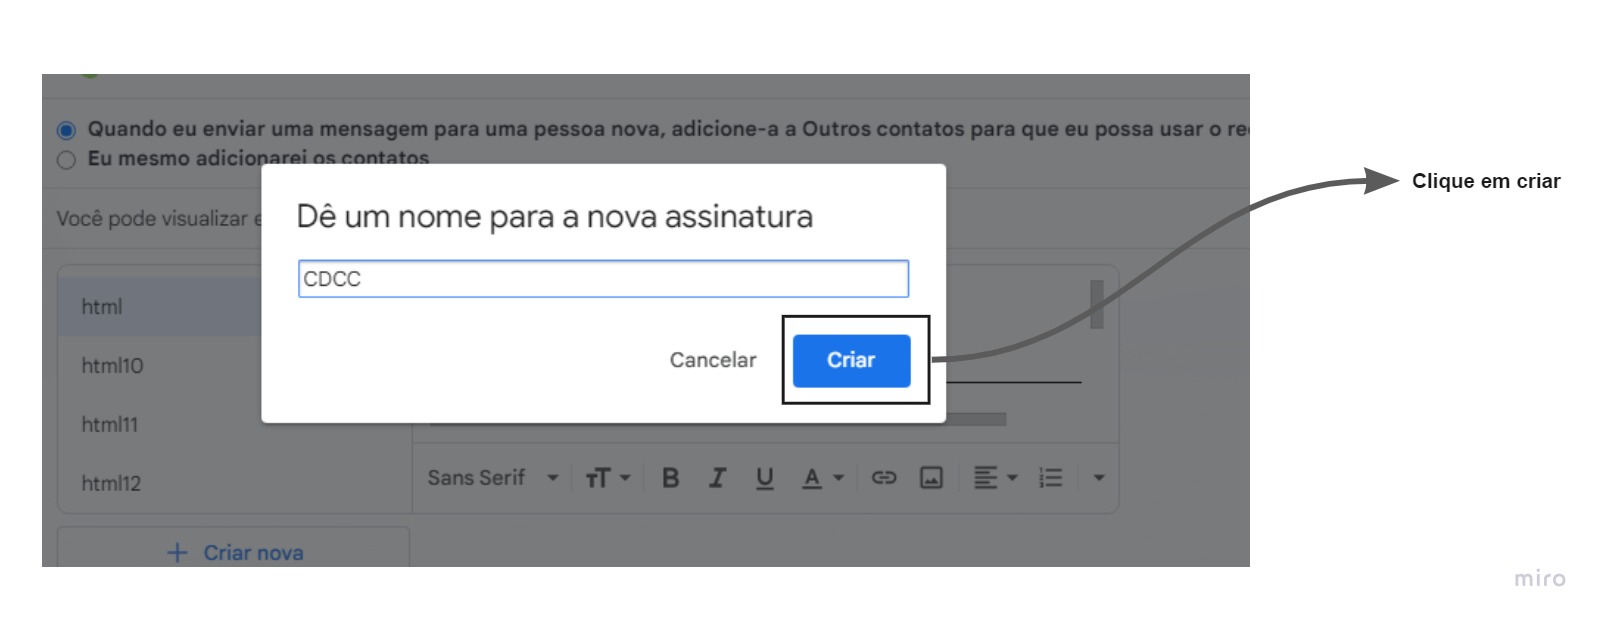 Quando eu enviar uma mensagem para uma pessoa nova, adicione-a a Outros contatos para que eu possa usar o
Eu mesmo adicionarei os contatos
Clique em criar
Você pode visualizar
Dê um nome para a nova assinatura
CDCC
html
Cancelar
Criar
html10
html11
Sans Serif
html12
Criar nova
miro